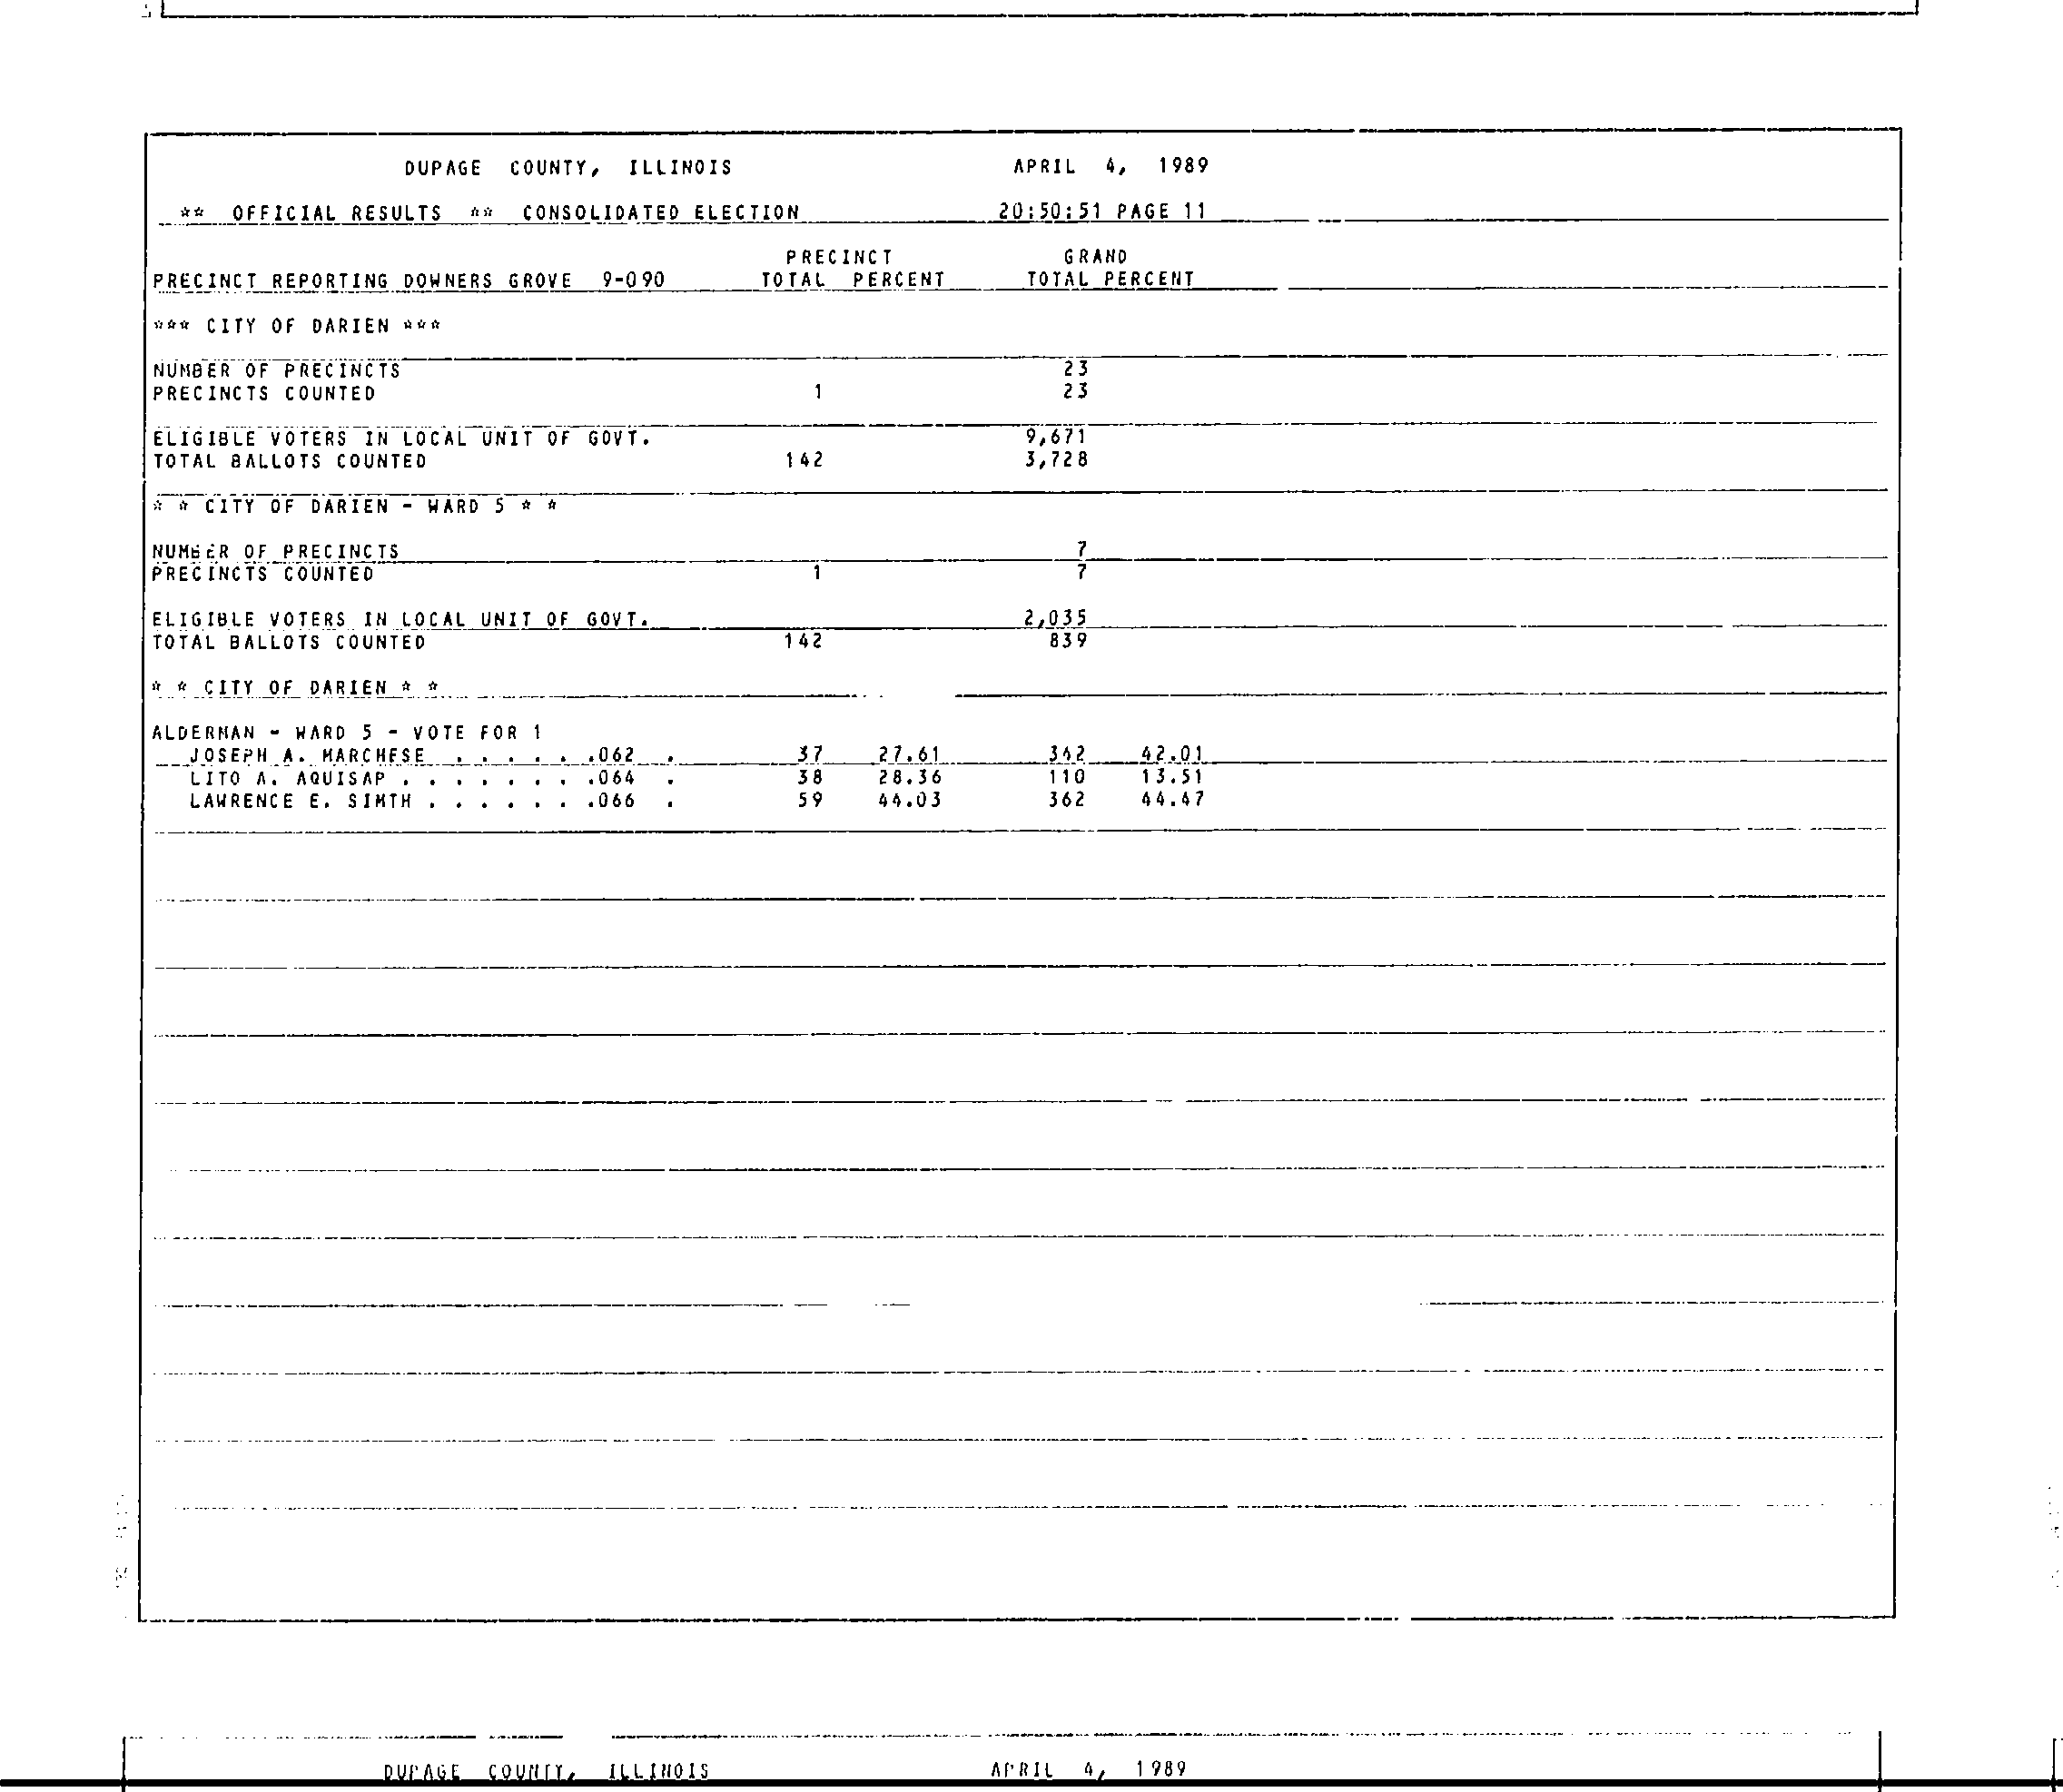 DUPAGE COUNTY, ILLINOIS APRIL 4, 1989
** OFFICIAL RESULTS ** CONSOLIDATED ELECTION 20:50:51 PAGE 11
PRECINCT GRAND
PRECINCT REPORTING DOWNERS GROVE 9-090 TOTAL PERCENT TOTAL PERCENT
*** CITY OF DARIEN ***
NUMBER OF PRECINCTS 23
PRECINCTS COUNTED 1 23
ELIGIBLE VOTERS IN LOCAL UNIT OF GOVT. 9,671
TOTAL BALLOTS COUNTED 142 3,728
* * CITY OF DARIEN - WARD 5 * *
NUMBER OF PRECINCTS 7
PRECINCTS COUNTED 1 7
ELIGIBLE VOTERS IN LOCAL UNIT OF GOVT. 2,035
TOTAL BALLOTS COUNTED 142 839
* * CITY OF DARIEN * *
ALDERMAN - WARD 5 - VOTE FOR 1
JOSEPH A. MARCHESE . . . . . .062 . 37 27.61 342 42.01
LITO A. AQUISAP . . . . . . . .064 . 38 28.36 110 13.51
LAWRENCE E. SIMTH . . . . . . .066 . 59 44.03 362 44.47
DUPAGE COUNTY, ILLINOIS APRIL 4, 1989